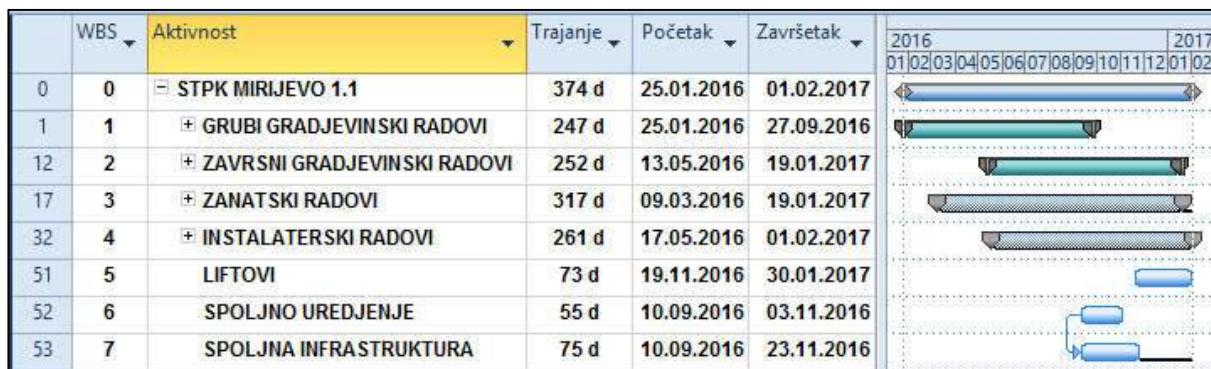 WBS Aktivnost Trajanje Početak Završetak 2016 2017
01 02 03 04 05 06 07 08 09 10 11 12 01 02
0 0 STPK MIRIJEVO 1.1 374 d 25.01.2016 01.02.2017
1 1 GRUBI GRADJEVINSKI RADOVI 247 d 25.01.2016 27.09.2016
12 2 ZAVRSNI GRADJEVINSKI RADOVI 252 d 13.05.2016 19.01.2017
17 3 ZANATSKI RADOVI 317 d 09.03.2016 19.01.2017
32 4 INSTALATERSKI RADOVI 261 d 17.05.2016 01.02.2017
51 5 LIFTOVI 73 d 19.11.2016 30.01.2017
52 6 SPOLJNO UREDJENJE 55 d 10.09.2016 03.11.2016
53 7 SPOLJNA INFRASTRUKTURA 75 d 10.09.2016 23.11.2016